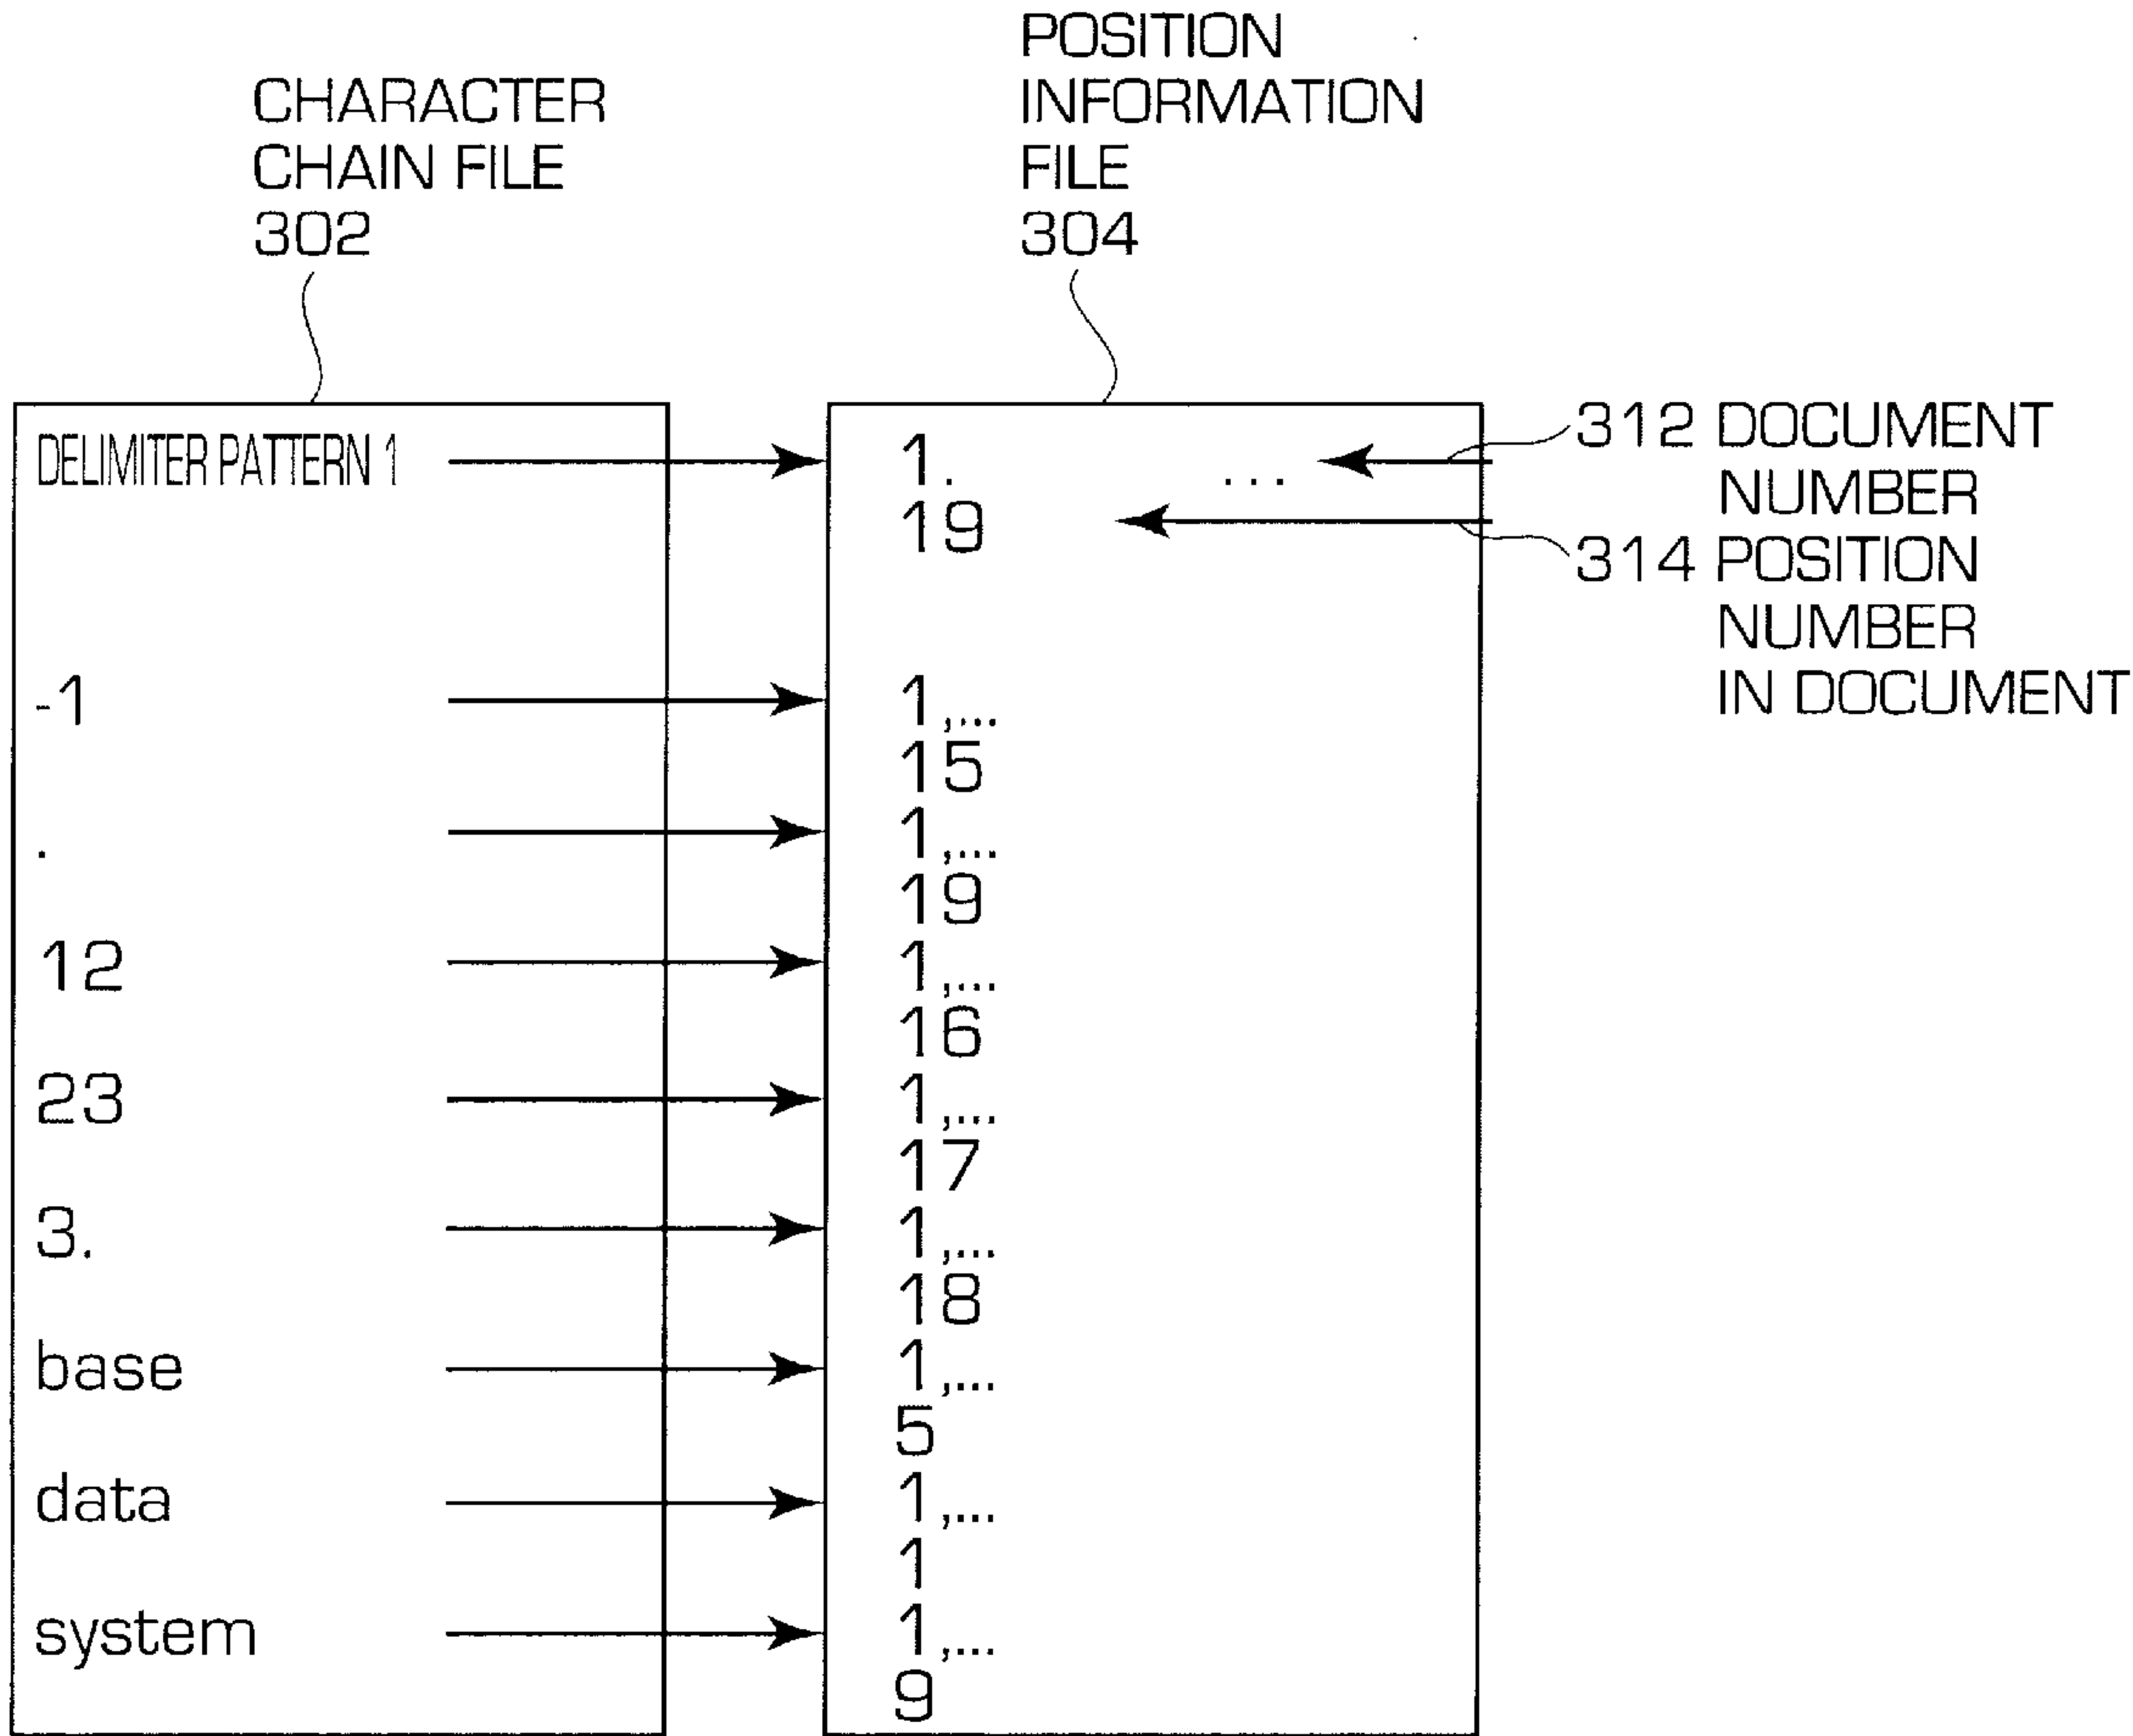 CHARACTER
CHAIN FILE
302
POSITION
INFORMATION
FILE
304
DELIMITER PATTERN 1
1. ...
19
312 DOCUMENT
NUMBER
314 POSITION
NUMBER
IN DOCUMENT
-1
1,...
15
.
1,...
19
12
1,...
16
23
1,...
17
3.
1,...
18
base
1,...
5
data
1,...
1
system
1,...
9